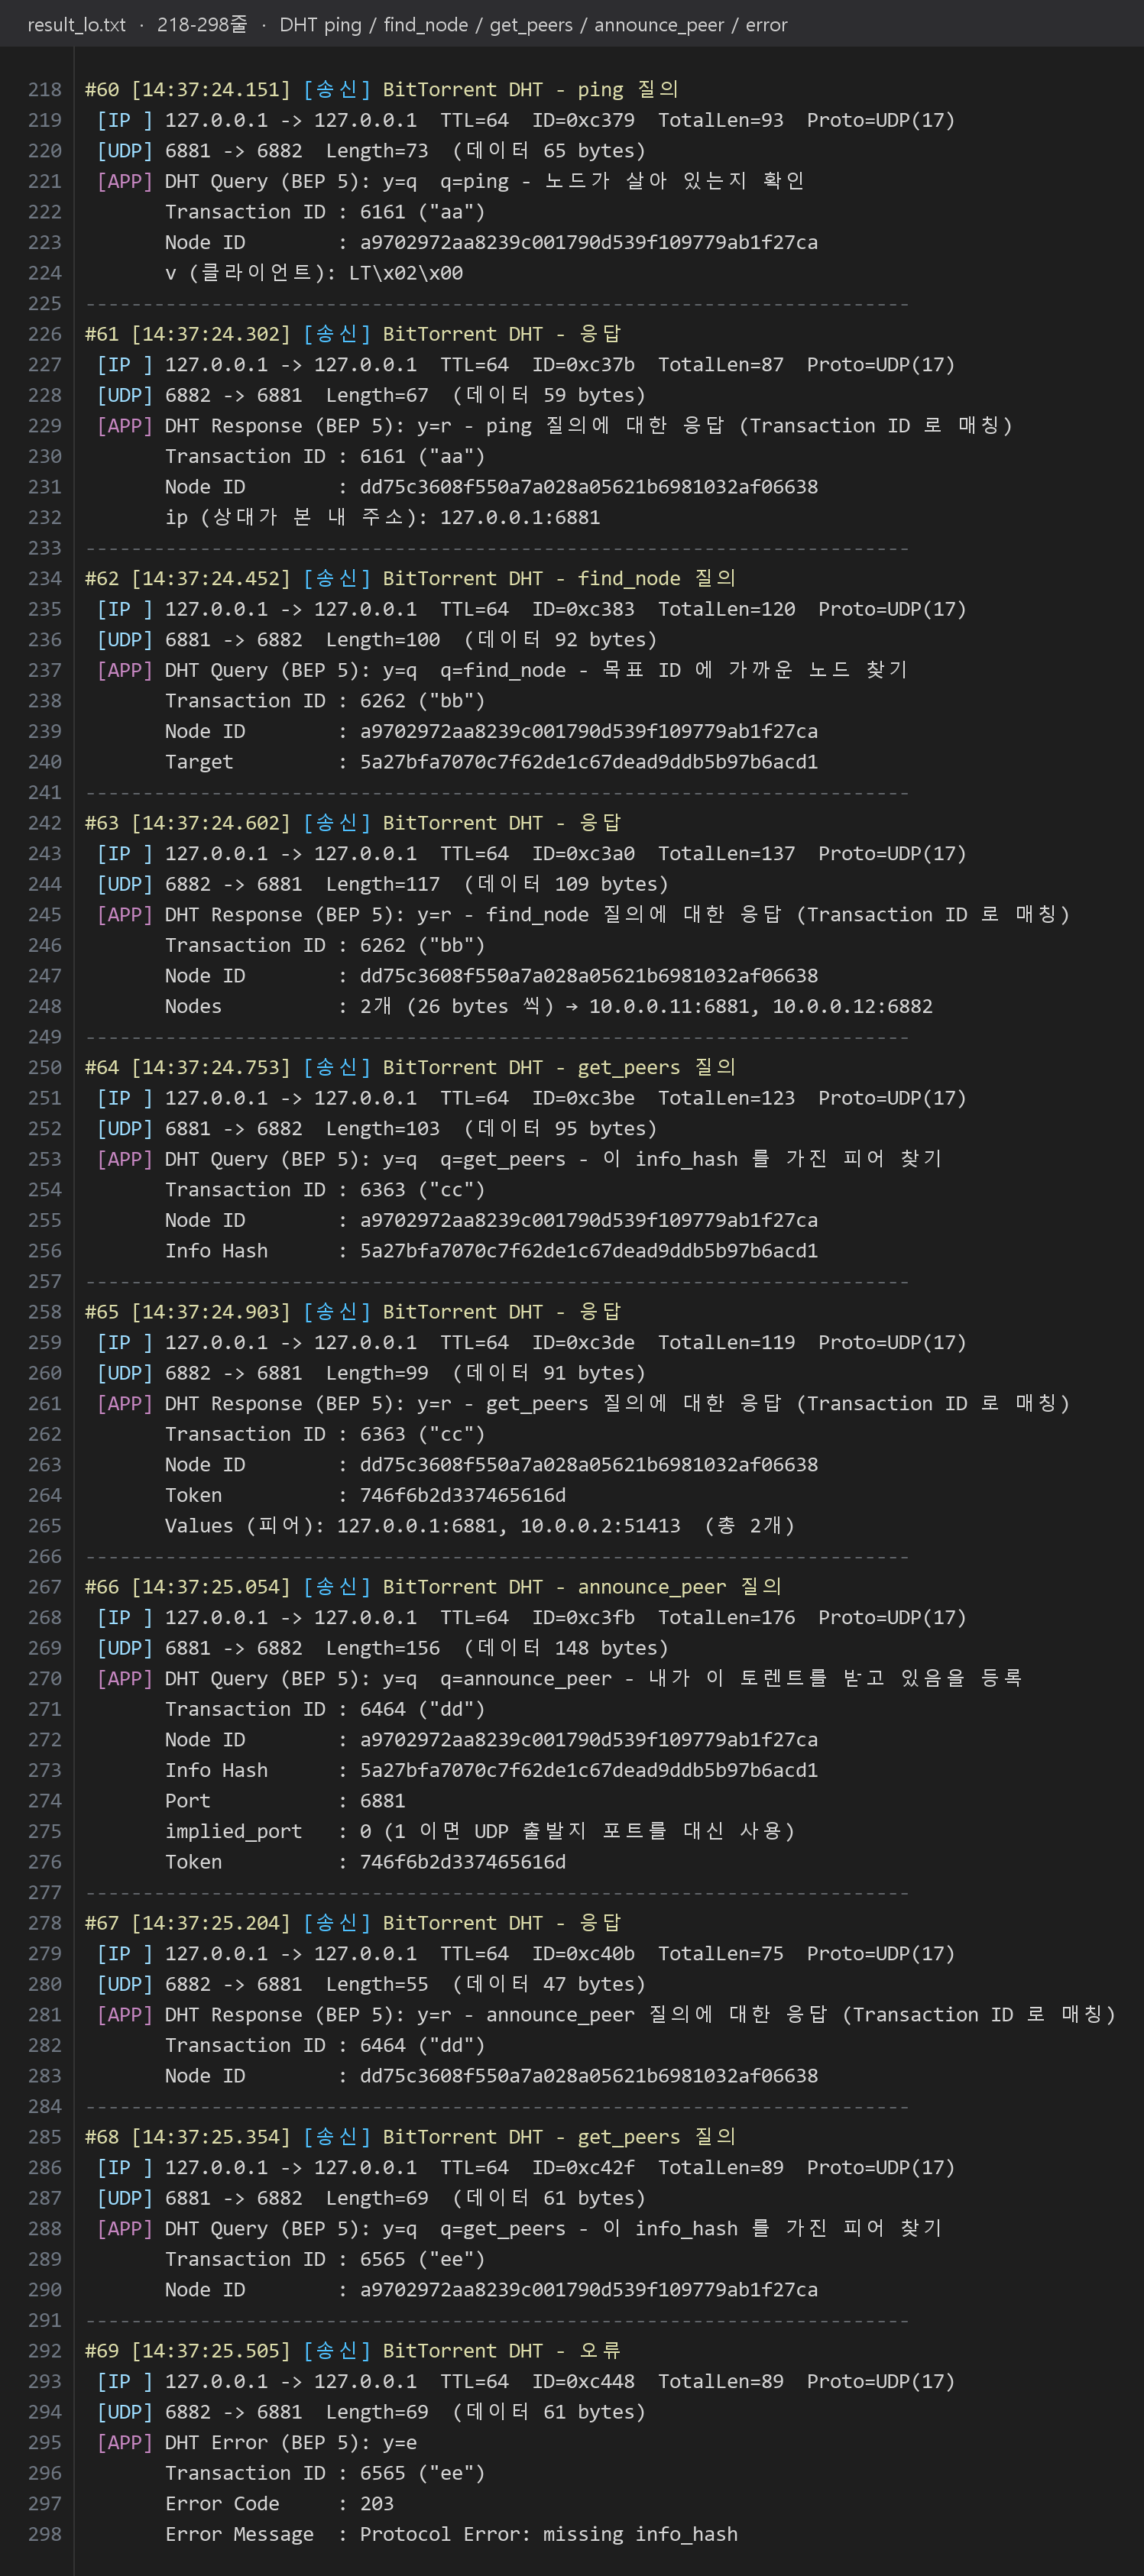 result_lo.txt · 218-298줄 · DHT ping / find_node / get_peers / announce_peer / error
218 #60 [14:37:24.151] [송신] BitTorrent DHT - ping 질의
219 [IP ] 127.0.0.1 -> 127.0.0.1 TTL=64 ID=0xc379 TotalLen=93 Proto=UDP(17)
220 [UDP] 6881 -> 6882 Length=73 (데이터 65 bytes)
221 [APP] DHT Query (BEP 5): y=q q=ping - 노드가 살아 있는지 확인
222 Transaction ID : 6161 ("aa")
223 Node ID : a9702972aa8239c001790d539f109779ab1f27ca
224 v (클라이언트): LT\x02\x00
225 ------------------------------------------------------------------------
226 #61 [14:37:24.302] [송신] BitTorrent DHT - 응답
227 [IP ] 127.0.0.1 -> 127.0.0.1 TTL=64 ID=0xc37b TotalLen=87 Proto=UDP(17)
228 [UDP] 6882 -> 6881 Length=67 (데이터 59 bytes)
229 [APP] DHT Response (BEP 5): y=r - ping 질의에 대한 응답 (Transaction ID 로 매칭)
230 Transaction ID : 6161 ("aa")
231 Node ID : dd75c3608f550a7a028a05621b6981032af06638
232 ip (상대가 본 내 주소): 127.0.0.1:6881
233 ------------------------------------------------------------------------
234 #62 [14:37:24.452] [송신] BitTorrent DHT - find_node 질의
235 [IP ] 127.0.0.1 -> 127.0.0.1 TTL=64 ID=0xc383 TotalLen=120 Proto=UDP(17)
236 [UDP] 6881 -> 6882 Length=100 (데이터 92 bytes)
237 [APP] DHT Query (BEP 5): y=q q=find_node - 목표 ID 에 가까운 노드 찾기
238 Transaction ID : 6262 ("bb")
239 Node ID : a9702972aa8239c001790d539f109779ab1f27ca
240 Target : 5a27bfa7070c7f62de1c67dead9ddb5b97b6acd1
241 ------------------------------------------------------------------------
242 #63 [14:37:24.602] [송신] BitTorrent DHT - 응답
243 [IP ] 127.0.0.1 -> 127.0.0.1 TTL=64 ID=0xc3a0 TotalLen=137 Proto=UDP(17)
244 [UDP] 6882 -> 6881 Length=117 (데이터 109 bytes)
245 [APP] DHT Response (BEP 5): y=r - find_node 질의에 대한 응답 (Transaction ID 로 매칭)
246 Transaction ID : 6262 ("bb")
247 Node ID : dd75c3608f550a7a028a05621b6981032af06638
248 Nodes : 2개 (26 bytes 씩) → 10.0.0.11:6881, 10.0.0.12:6882
249 ------------------------------------------------------------------------
250 #64 [14:37:24.753] [송신] BitTorrent DHT - get_peers 질의
251 [IP ] 127.0.0.1 -> 127.0.0.1 TTL=64 ID=0xc3be TotalLen=123 Proto=UDP(17)
252 [UDP] 6881 -> 6882 Length=103 (데이터 95 bytes)
253 [APP] DHT Query (BEP 5): y=q q=get_peers - 이 info_hash 를 가진 피어 찾기
254 Transaction ID : 6363 ("cc")
255 Node ID : a9702972aa8239c001790d539f109779ab1f27ca
256 Info Hash : 5a27bfa7070c7f62de1c67dead9ddb5b97b6acd1
257 ------------------------------------------------------------------------
258 #65 [14:37:24.903] [송신] BitTorrent DHT - 응답
259 [IP ] 127.0.0.1 -> 127.0.0.1 TTL=64 ID=0xc3de TotalLen=119 Proto=UDP(17)
260 [UDP] 6882 -> 6881 Length=99 (데이터 91 bytes)
261 [APP] DHT Response (BEP 5): y=r - get_peers 질의에 대한 응답 (Transaction ID 로 매칭)
262 Transaction ID : 6363 ("cc")
263 Node ID : dd75c3608f550a7a028a05621b6981032af06638
264 Token : 746f6b2d337465616d
265 Values (피어): 127.0.0.1:6881, 10.0.0.2:51413 (총 2개)
266 ------------------------------------------------------------------------
267 #66 [14:37:25.054] [송신] BitTorrent DHT - announce_peer 질의
268 [IP ] 127.0.0.1 -> 127.0.0.1 TTL=64 ID=0xc3fb TotalLen=176 Proto=UDP(17)
269 [UDP] 6881 -> 6882 Length=156 (데이터 148 bytes)
270 [APP] DHT Query (BEP 5): y=q q=announce_peer - 내가 이 토렌트를 받고 있음을 등록
271 Transaction ID : 6464 ("dd")
272 Node ID : a9702972aa8239c001790d539f109779ab1f27ca
273 Info Hash : 5a27bfa7070c7f62de1c67dead9ddb5b97b6acd1
274 Port : 6881
275 implied_port : 0 (1 이면 UDP 출발지 포트를 대신 사용)
276 Token : 746f6b2d337465616d
277 ------------------------------------------------------------------------
278 #67 [14:37:25.204] [송신] BitTorrent DHT - 응답
279 [IP ] 127.0.0.1 -> 127.0.0.1 TTL=64 ID=0xc40b TotalLen=75 Proto=UDP(17)
280 [UDP] 6882 -> 6881 Length=55 (데이터 47 bytes)
281 [APP] DHT Response (BEP 5): y=r - announce_peer 질의에 대한 응답 (Transaction ID 로 매칭)
282 Transaction ID : 6464 ("dd")
283 Node ID : dd75c3608f550a7a028a05621b6981032af06638
284 ------------------------------------------------------------------------
285 #68 [14:37:25.354] [송신] BitTorrent DHT - get_peers 질의
286 [IP ] 127.0.0.1 -> 127.0.0.1 TTL=64 ID=0xc42f TotalLen=89 Proto=UDP(17)
287 [UDP] 6881 -> 6882 Length=69 (데이터 61 bytes)
288 [APP] DHT Query (BEP 5): y=q q=get_peers - 이 info_hash 를 가진 피어 찾기
289 Transaction ID : 6565 ("ee")
290 Node ID : a9702972aa8239c001790d539f109779ab1f27ca
291 ------------------------------------------------------------------------
292 #69 [14:37:25.505] [송신] BitTorrent DHT - 오류
293 [IP ] 127.0.0.1 -> 127.0.0.1 TTL=64 ID=0xc448 TotalLen=89 Proto=UDP(17)
294 [UDP] 6882 -> 6881 Length=69 (데이터 61 bytes)
295 [APP] DHT Error (BEP 5): y=e
296 Transaction ID : 6565 ("ee")
297 Error Code : 203
298 Error Message : Protocol Error: missing info_hash